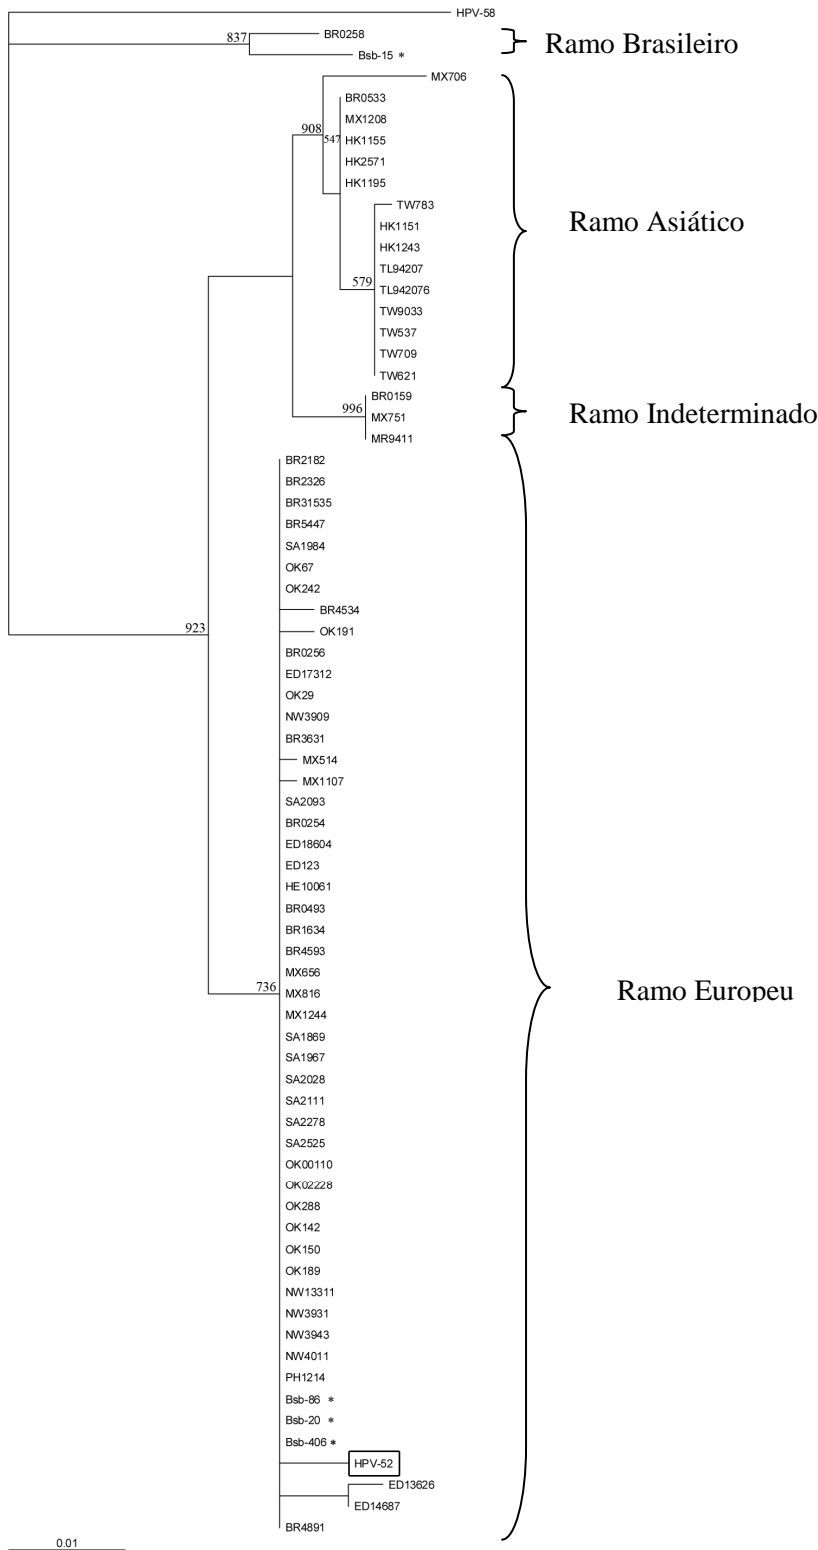 HPV-58
837
BR0258
Bsb-15 *
Ramo Brasileiro
MX706
BR0533
MX1208
908
547
HK1155
HK2571
HK1195
TW783
HK1151
HK1243
Ramo Asiático
TL94207
579
TL942076
TW9033
TW537
TW709
TW621
BR0159
996
MX751
MR9411
Ramo Indeterminado
BR2182
BR2326
BR31535
BR5447
SA1984
OK67
OK242
BR4534
923
OK191
BR0256
ED17312
OK29
NW3909
BR3631
MX514
MX1107
SA2093
BR0254
ED18604
ED123
HE10061
BR0493
BR1634
BR4593
MX656
736
MX816
Ramo Europeu
MX1244
SA1869
SA1967
SA2028
SA2111
SA2278
SA2525
OK00110
OK02228
OK288
OK142
OK150
OK189
NW13311
NW3931
NW3943
NW4011
PH1214
Bsb-86 *
Bsb-20 *
Bsb-406 *
HPV-52
ED13626
ED14687
BR4891
0.01